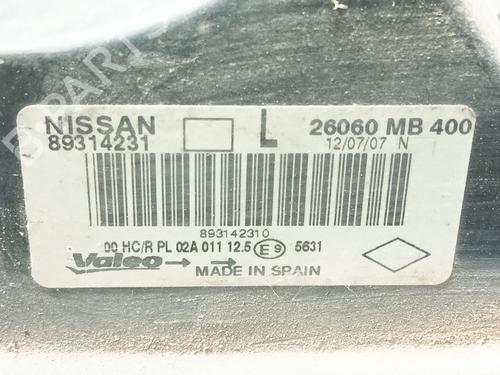 B-PARTS
NISSAN L 26060 MB 400
89314231 12/07/07 N
893142310
00 HC/R PL 02A 011 12.5 E9 5631
Valeo MADE IN SPAIN